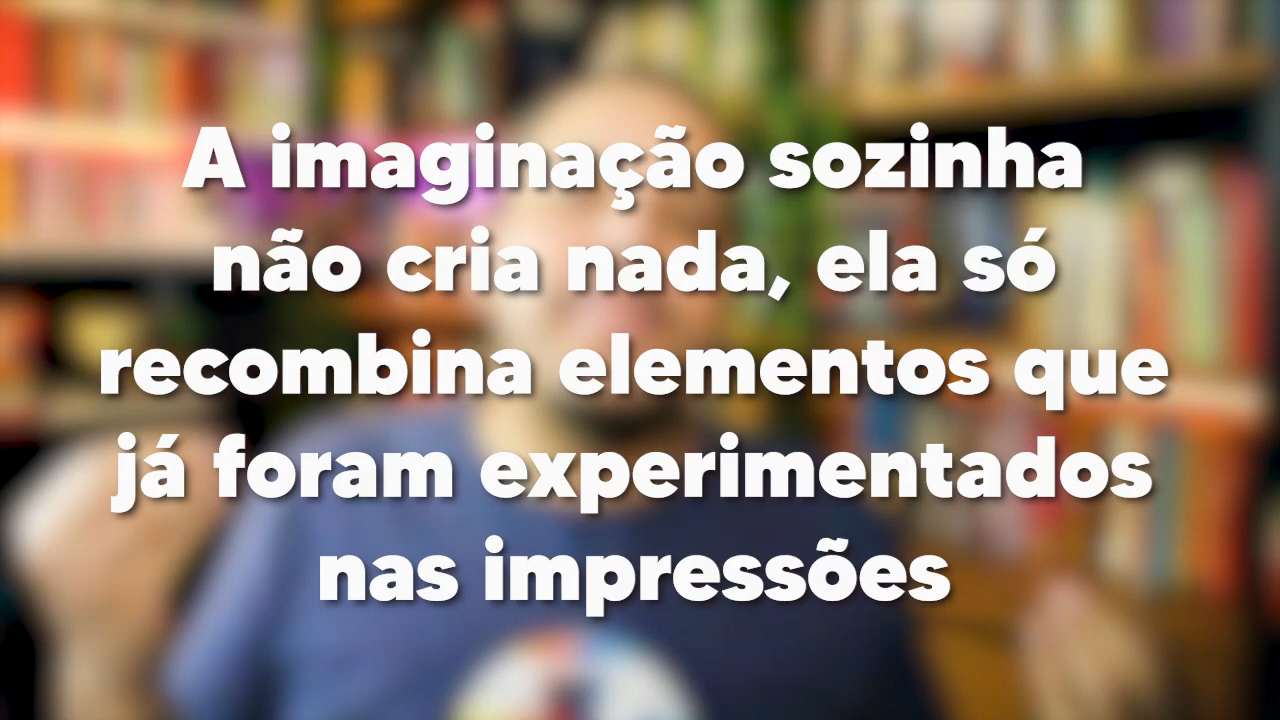 A imaginação sozinha
não cria nada, ela só
recombina elementos que
já foram experimentados
nas impressões